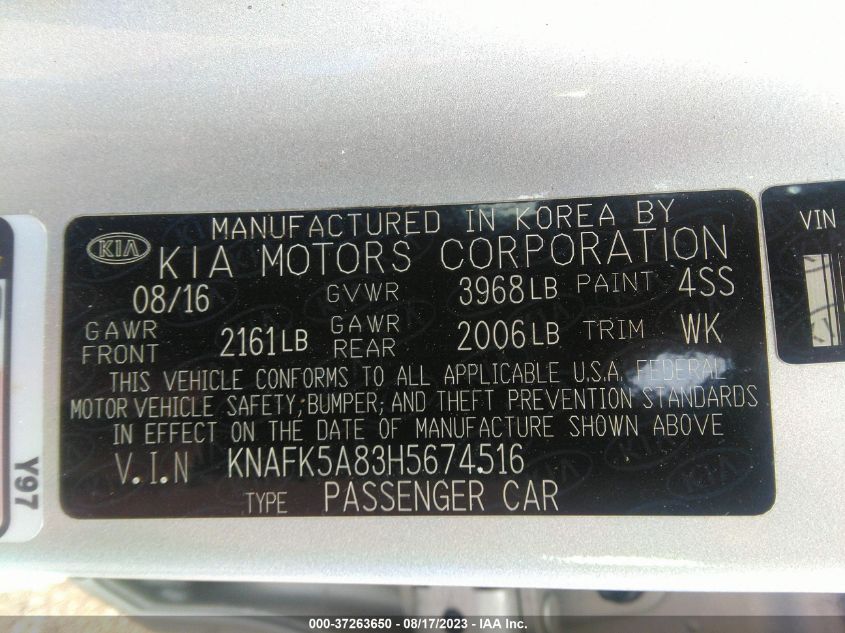 MANUFACTURED IN KOREA BY
KIA KIA MOTORS CORPORATION
08/16 GVWR 3968LB PAINT 4SS
GAWR FRONT 2161LB GAWR REAR 2006LB TRIM WK
THIS VEHICLE CONFORMS TO ALL APPLICABLE U.S.A. FEDERAL
MOTOR VEHICLE SAFETY, BUMPER, AND THEFT PREVENTION STANDARDS
IN EFFECT ON THE DATE OF MANUFACTURE SHOWN ABOVE
V.I.N KNAFK5A83H5674516
TYPE PASSENGER CAR
VIN
Y97
000-37263650 - 08/17/2023 - IAA Inc.